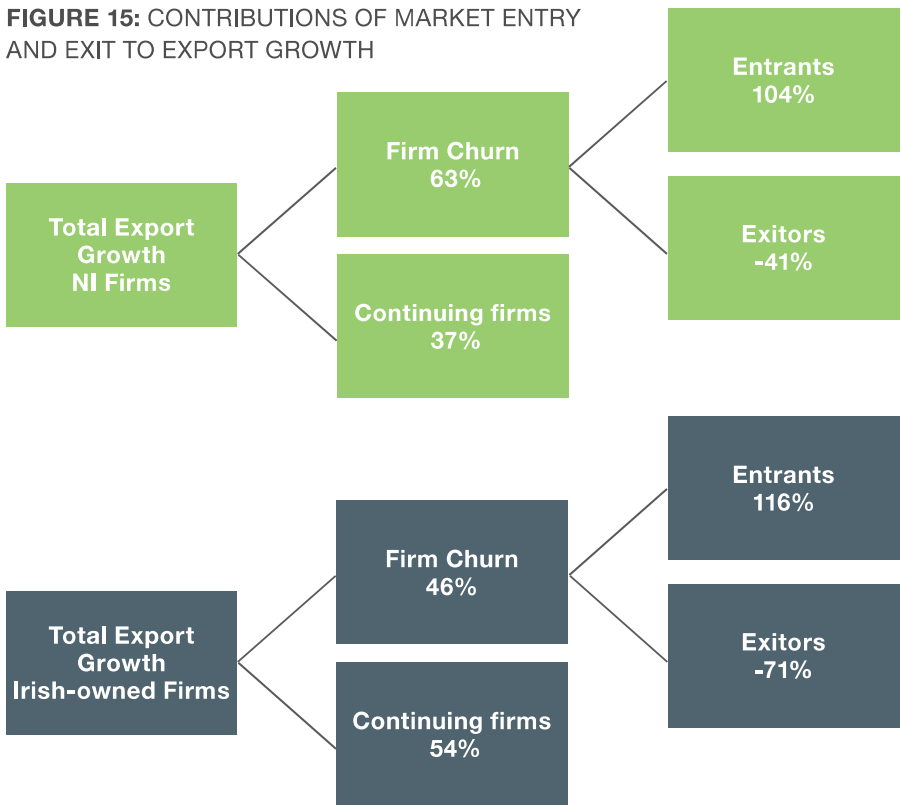 FIGURE 15: CONTRIBUTIONS OF MARKET ENTRY
AND EXIT TO EXPORT GROWTH
Total Export
Growth
NI Firms
Firm Churn
63%
Continuing firms
37%
Entrants
104%
Exitors
-41%
Total Export
Growth
Irish-owned Firms
Firm Churn
46%
Continuing firms
54%
Entrants
116%
Exitors
-71%